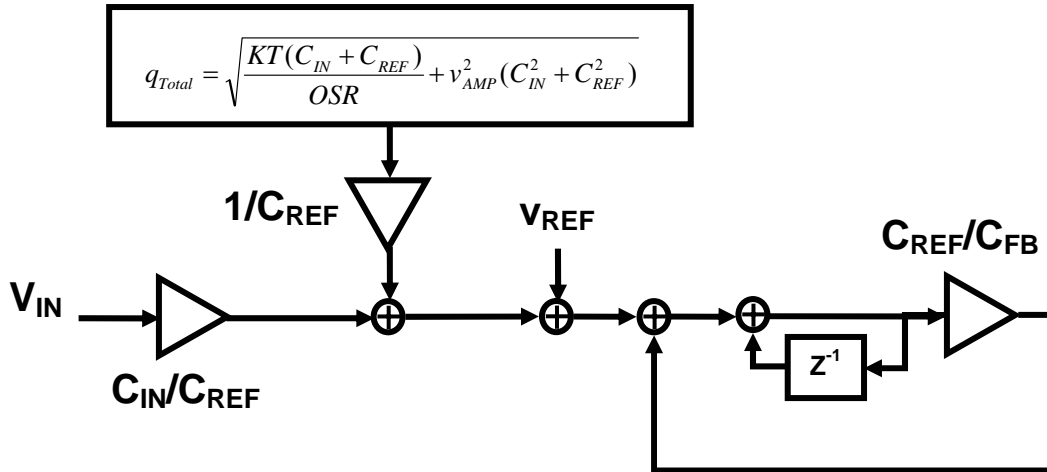 q_Total = √(KT(C_IN + C_REF)/OSR + v²_AMP(C²_IN + C²_REF))
1/C_REF
v_REF
C_REF/C_FB
V_IN
Z⁻¹
C_IN/C_REF